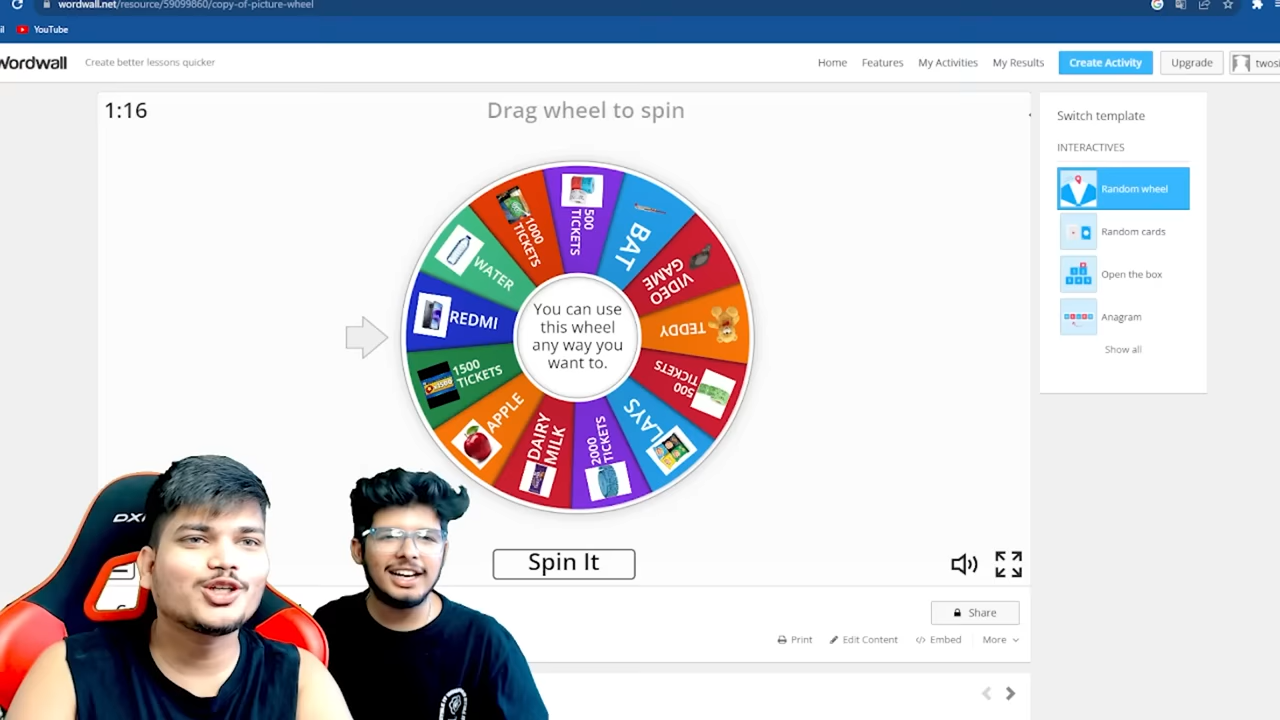 wordwall.net/resource/59099860/copy-of-picture-wheel
YouTube
Wordwall
Create better lessons quicker
Home
Features
My Activities
My Results
Create Activity
Upgrade
twosi
1:16
Drag wheel to spin
Switch template
INTERACTIVES
Random wheel
Random cards
Open the box
Anagram
Show all
500
TICKETS
BAT
VIDEO
GAME
TEDDY
500
TICKETS
LAYS
2000
TICKETS
DAIRY
MILK
APPLE
1500
TICKETS
REDMI
WATER
1000
TICKETS
You can use
this wheel
any way you
want to.
Spin It
Share
Print
Edit Content
Embed
More
DX